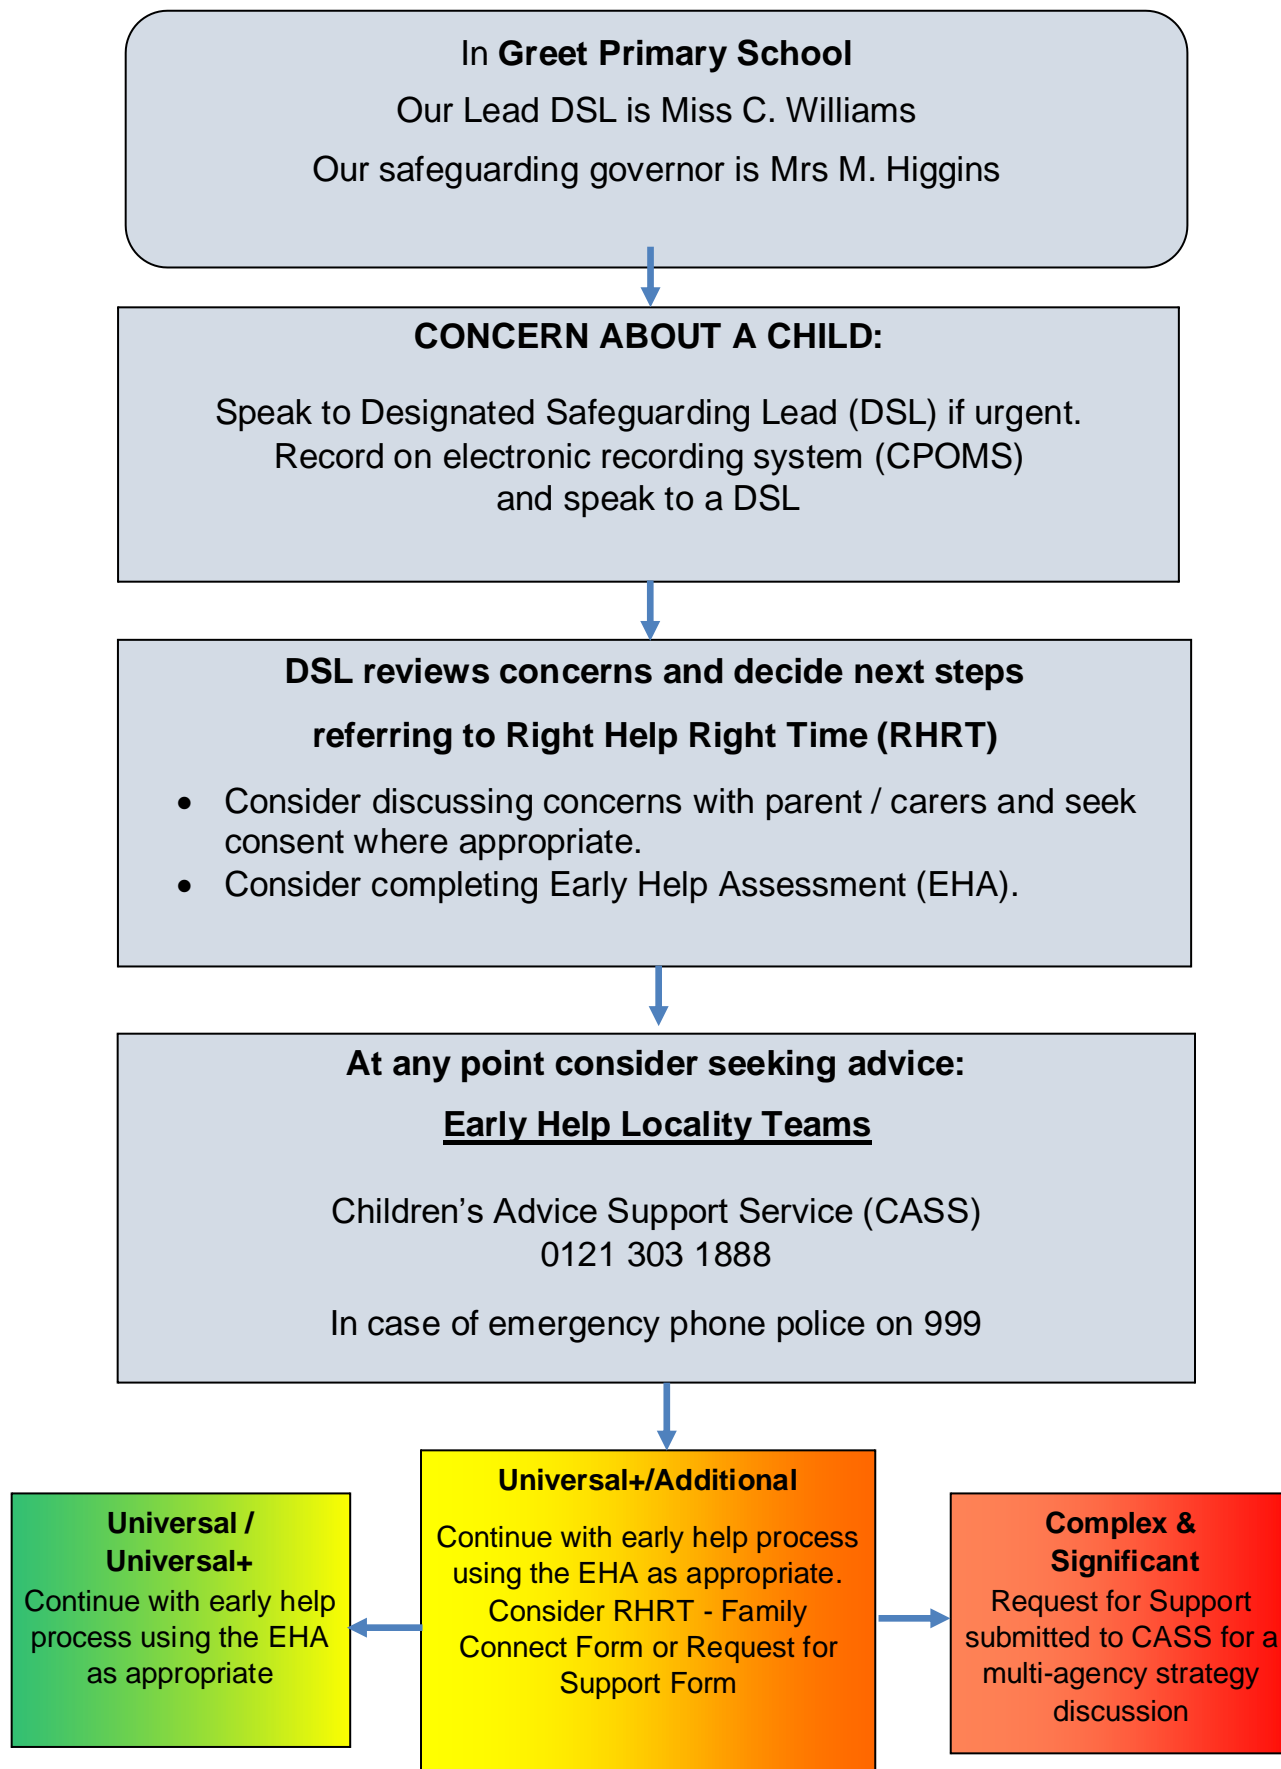 In Greet Primary School
Our Lead DSL is Miss C. Williams
Our safeguarding governor is Mrs M. Higgins
CONCERN ABOUT A CHILD:
Speak to Designated Safeguarding Lead (DSL) if urgent.
Record on electronic recording system (CPOMS)
and speak to a DSL
DSL reviews concerns and decide next steps
referring to Right Help Right Time (RHRT)
• Consider discussing concerns with parent / carers and seek
consent where appropriate.
• Consider completing Early Help Assessment (EHA).
At any point consider seeking advice:
Early Help Locality Teams
Children’s Advice Support Service (CASS)
0121 303 1888
In case of emergency phone police on 999
Universal /
Universal+
Continue with early help
process using the EHA
as appropriate
Universal+/Additional
Continue with early help process
using the EHA as appropriate.
Consider RHRT - Family
Connect Form or Request for
Support Form
Complex &
Significant
Request for Support
submitted to CASS for a
multi-agency strategy
discussion